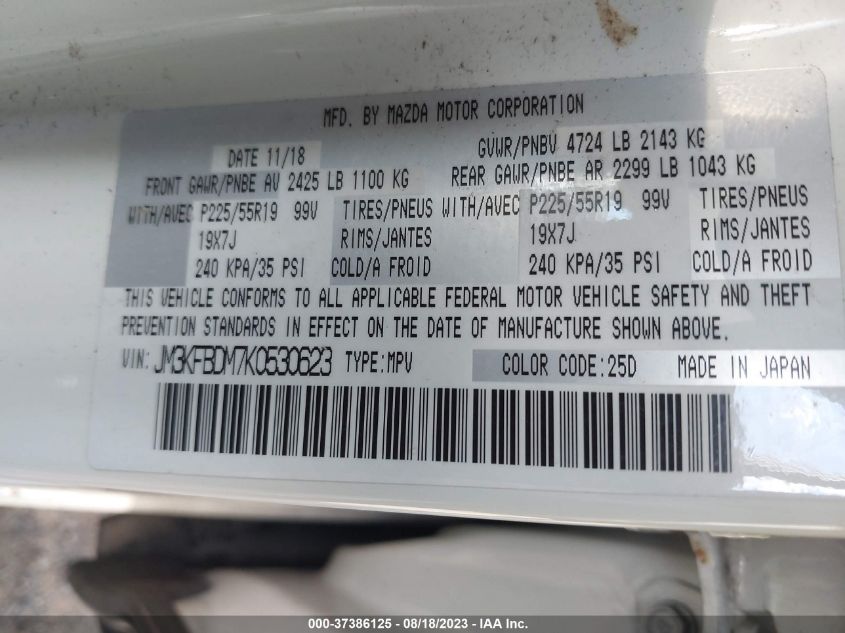 MFD. BY MAZDA MOTOR CORPORATION
DATE 11/18 GVWR/PNBV 4724 LB 2143 KG
FRONT GAWR/PNBE AV 2425 LB 1100 KG REAR GAWR/PNBE AR 2299 LB 1043 KG
WITH/AVEC P225/55R19 99V TIRES/PNEUS WITH/AVEC P225/55R19 99V TIRES/PNEUS
19X7J RIMS/JANTES 19X7J RIMS/JANTES
240 KPA/35 PSI COLD/A FROID 240 KPA/35 PSI COLD/A FROID
THIS VEHICLE CONFORMS TO ALL APPLICABLE FEDERAL MOTOR VEHICLE SAFETY AND THEFT
PREVENTION STANDARDS IN EFFECT ON THE DATE OF MANUFACTURE SHOWN ABOVE.
VIN: JM3KFBDM7K0530623 TYPE:MPV COLOR CODE:25D MADE IN JAPAN
000-37386125 - 08/18/2023 - IAA Inc.